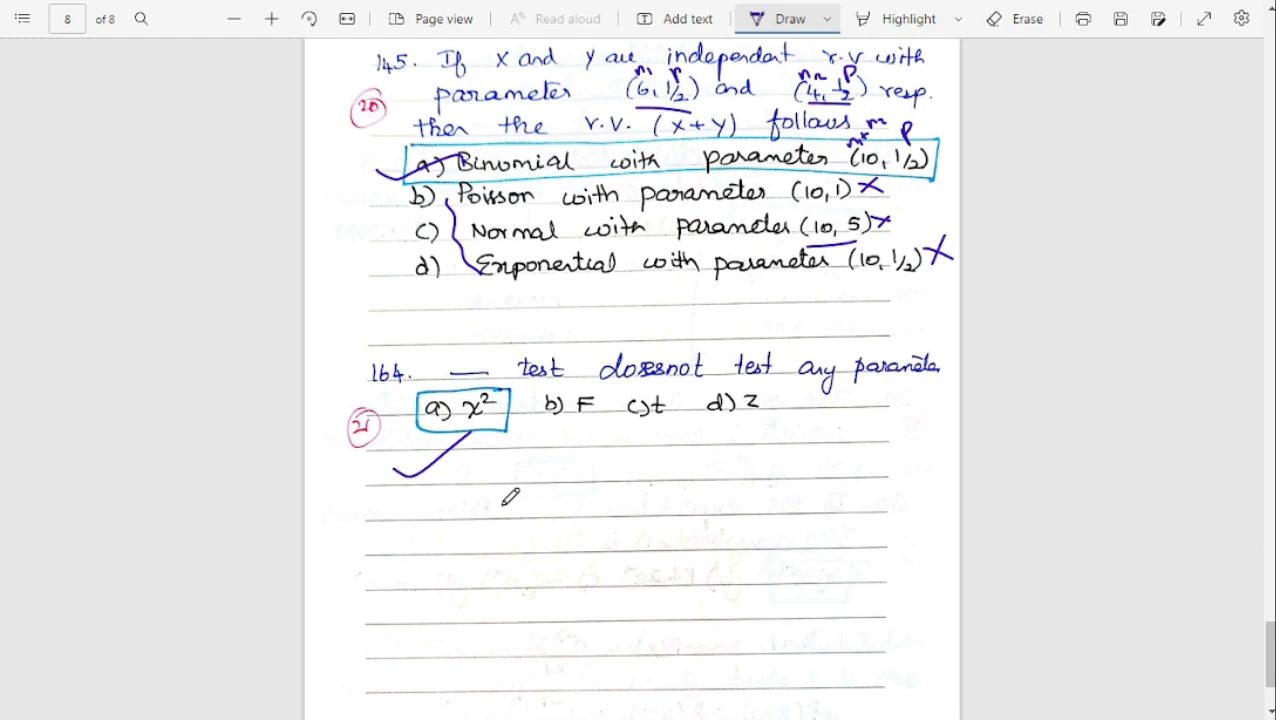 8 of 8 Page view Read aloud Add text Draw Highlight Erase
145. If X and Y are independent r.v with
m r nn p
parameter (6, 1/2) and (4, 1/2) resp.
20
then the r.v. (X+Y) follows
n p
a) Binomial with parameter (10, 1/2)
b) Poisson with parameter (10, 1) X
c) Normal with parameter (10, 5) X
d) Exponential with parameter (10, 1/2) X
164. — test doesnot test any parameter
a) x² b) F c) t d) Z
21